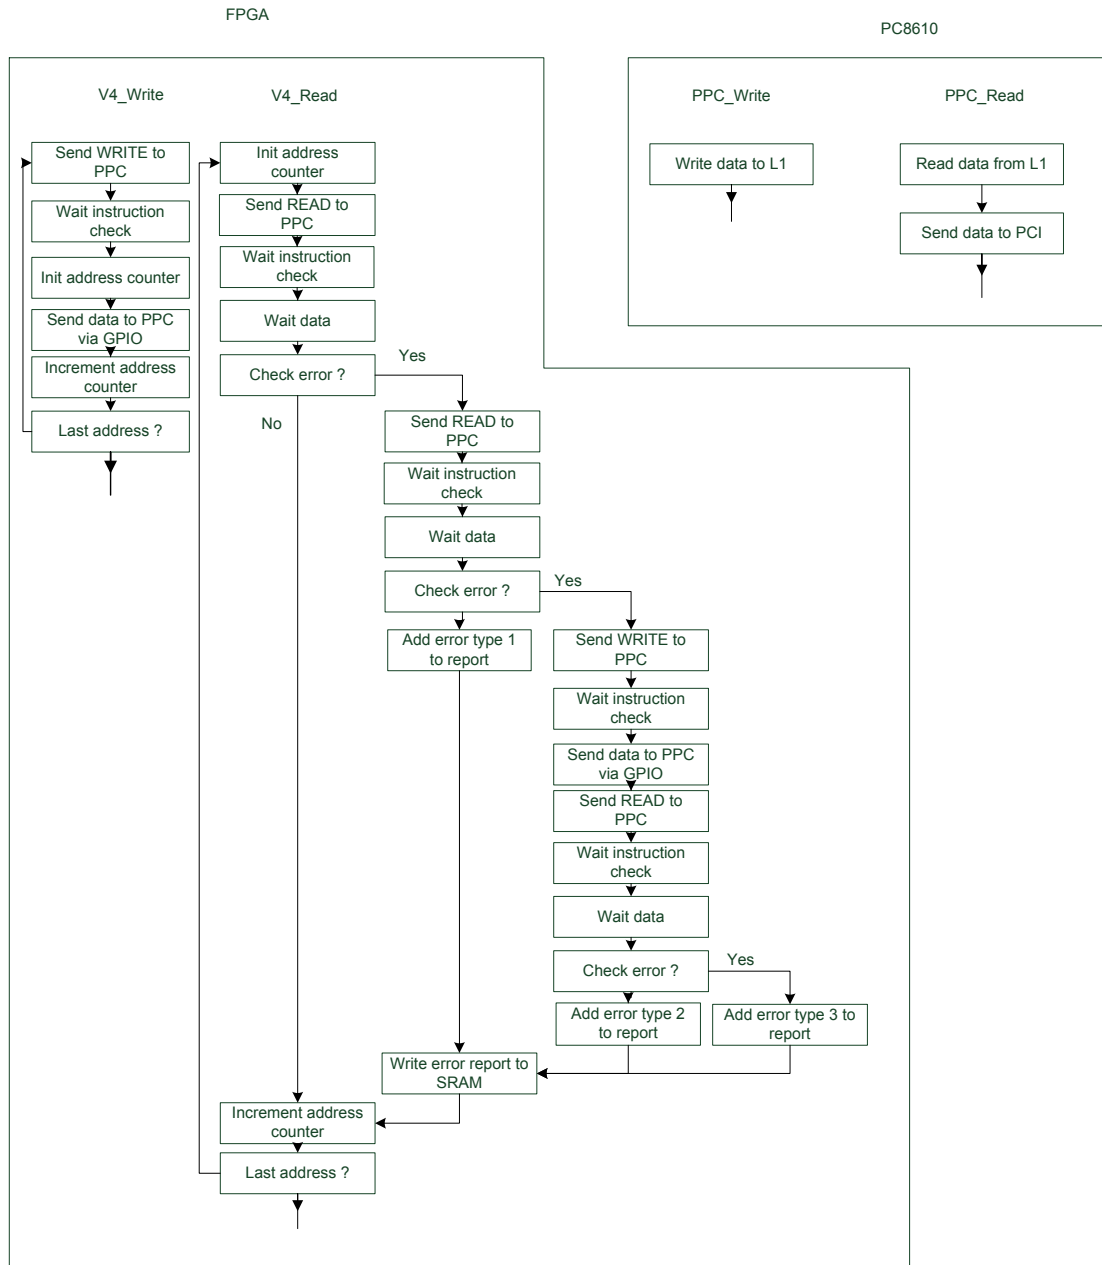 FPGA
PC8610
V4_Write
V4_Read
PPC_Write
PPC_Read
Send WRITE to
PPC
Wait instruction
check
Init address counter
Send data to PPC
via GPIO
Increment address
counter
Last address ?
Init address
counter
Send READ to
PPC
Wait instruction
check
Wait data
Check error ?
Yes
No
Send READ to
PPC
Wait instruction
check
Wait data
Check error ?
Yes
Add error type 1
to report
Send WRITE to
PPC
Wait instruction
check
Send data to PPC
via GPIO
Send READ to
PPC
Wait instruction
check
Wait data
Check error ?
Yes
Add error type 2
to report
Add error type 3 to
report
Write error report to
SRAM
Increment address
counter
Last address ?
Write data to L1
Read data from L1
Send data to PCI